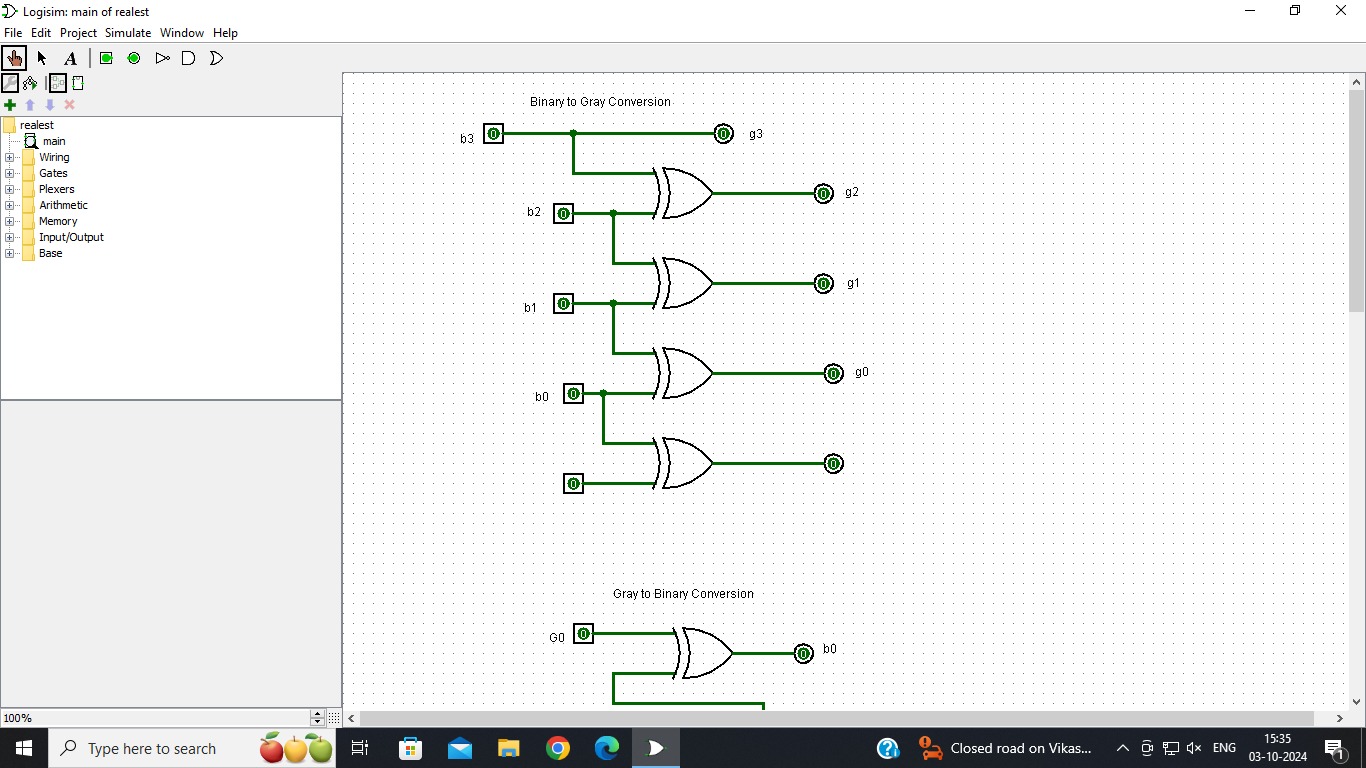 Logisim: main of realest
File Edit Project Simulate Window Help
A
realest
main
Wiring
Gates
Plexers
Arithmetic
Memory
Input/Output
Base
100%
Binary to Gray Conversion
b3 0 0 g3
0 g2
b2 0
0 g1
b1 0
0 g0
b0 0
0
0
Gray to Binary Conversion
G0 0
0 b0
Type here to search
Closed road on Vikas...
ENG
15:35
03-10-2024
1